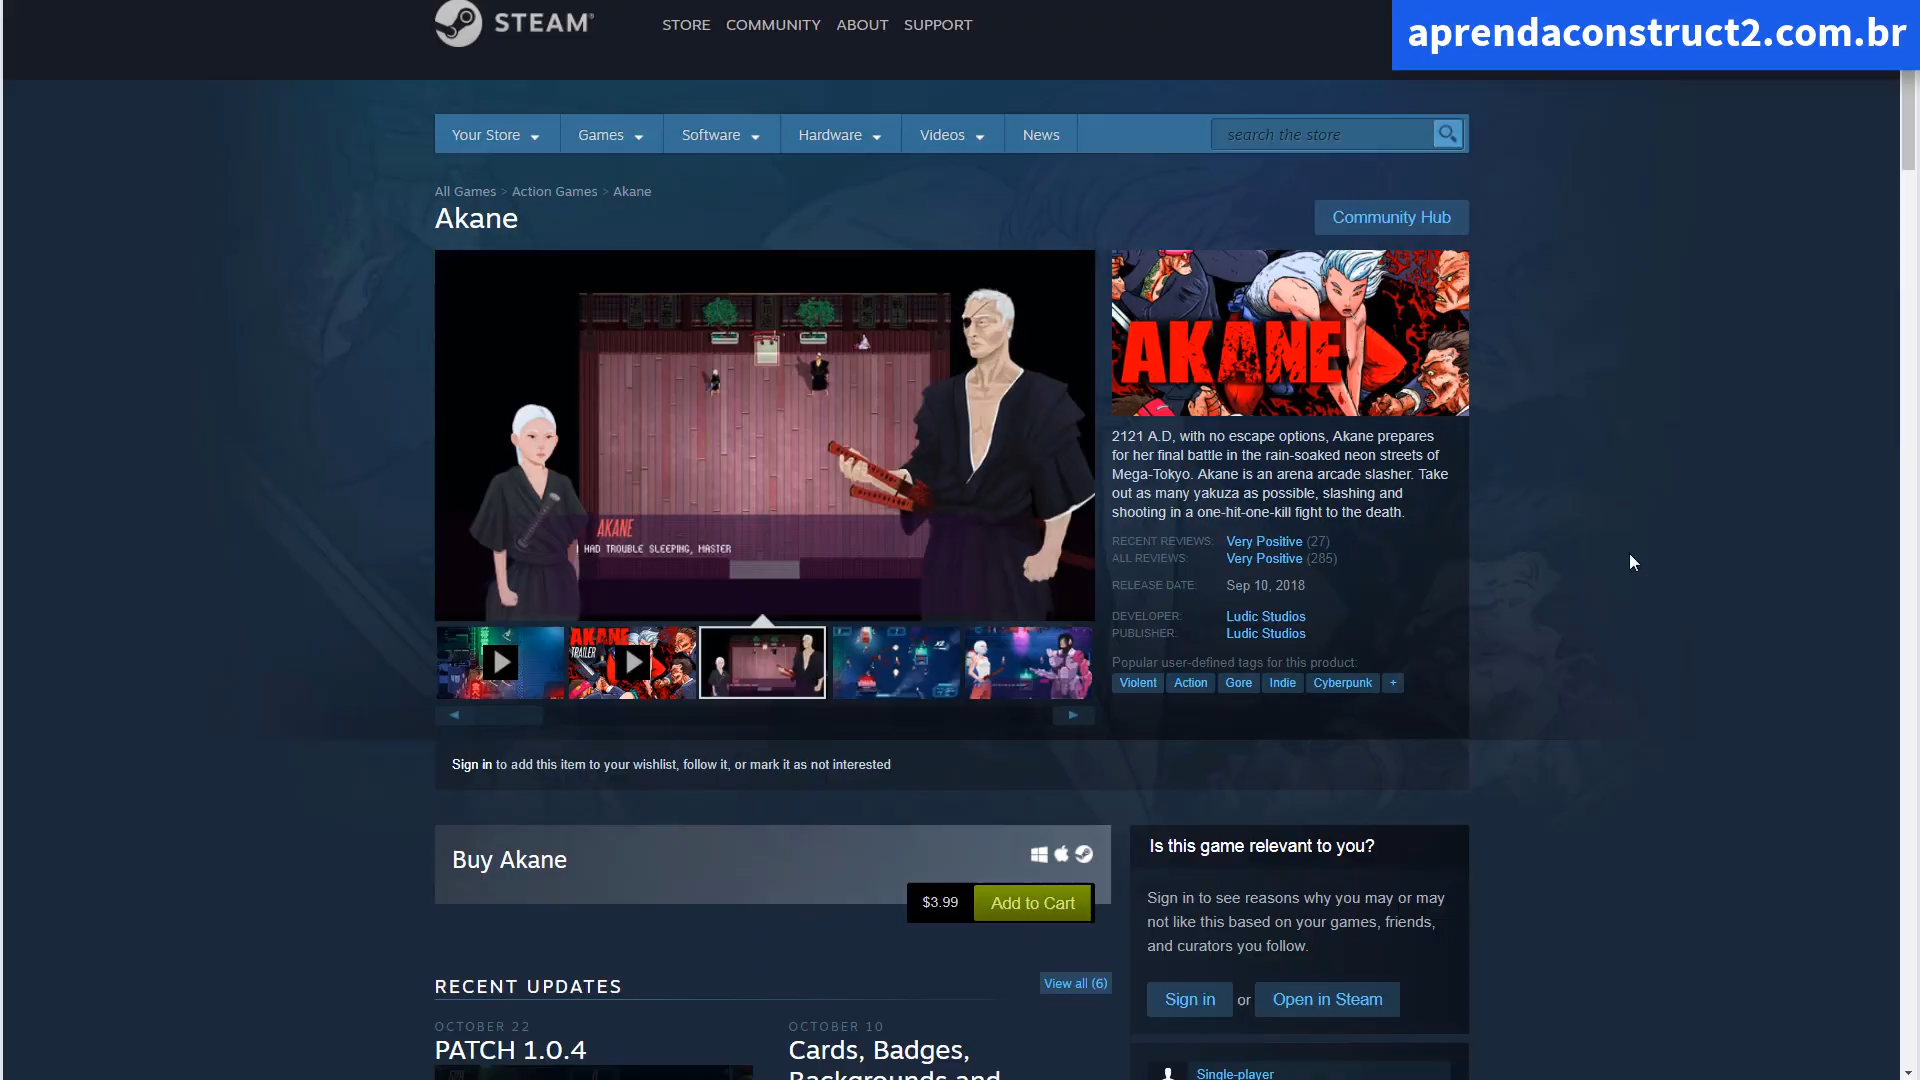 STEAM
STORE
COMMUNITY
ABOUT
SUPPORT
aprendaconstruct2.com.br
Your Store
Games
Software
Hardware
Videos
News
search the store
All Games > Action Games > Akane
Akane
Community Hub
AKANE
I HAD TROUBLE SLEEPING, MASTER
AKANE
2121 A.D, with no escape options, Akane prepares
for her final battle in the rain-soaked neon streets of
Mega-Tokyo. Akane is an arena arcade slasher. Take
out as many yakuza as possible, slashing and
shooting in a one-hit-one-kill fight to the death.
RECENT REVIEWS: Very Positive (27)
ALL REVIEWS: Very Positive (285)
RELEASE DATE: Sep 10, 2018
DEVELOPER: Ludic Studios
PUBLISHER: Ludic Studios
Popular user-defined tags for this product:
Violent Action Gore Indie Cyberpunk +
AKANE
TRAILER
Sign in to add this item to your wishlist, follow it, or mark it as not interested
Buy Akane
$3.99
Add to Cart
Is this game relevant to you?
Sign in to see reasons why you may or may
not like this based on your games, friends,
and curators you follow.
Sign in or Open in Steam
RECENT UPDATES
View all (6)
OCTOBER 22
PATCH 1.0.4
OCTOBER 10
Cards, Badges,
Backgrounds and
Single-player